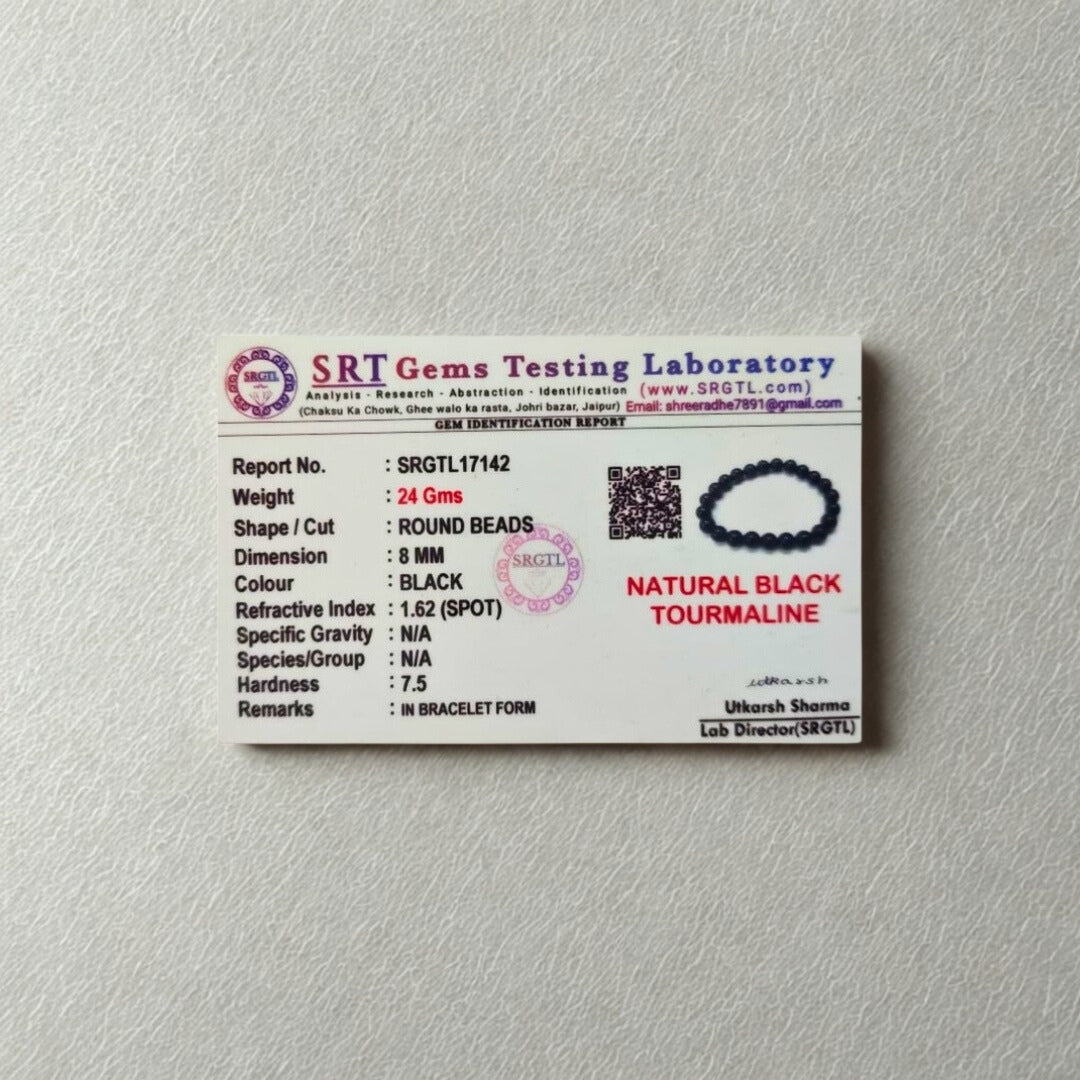 SRGTL
SRT Gems Testing Laboratory
Analysis - Research - Abstraction - Identification (www.SRGTL.com)
(Chaksu Ka Chowk, Ghee walo ka rasta, Johri bazar, Jaipur) Email: shreeradhe7891@gmail.com
GEM IDENTIFICATION REPORT
Report No. : SRGTL17142
Weight : 24 Gms
Shape / Cut : ROUND BEADS
Dimension : 8 MM
Colour : BLACK
Refractive Index : 1.62 (SPOT)
Specific Gravity : N/A
Species/Group : N/A
Hardness : 7.5
Remarks : IN BRACELET FORM
SRGTL
NATURAL BLACK
TOURMALINE
utkarsh
Utkarsh Sharma
Lab Director(SRGTL)